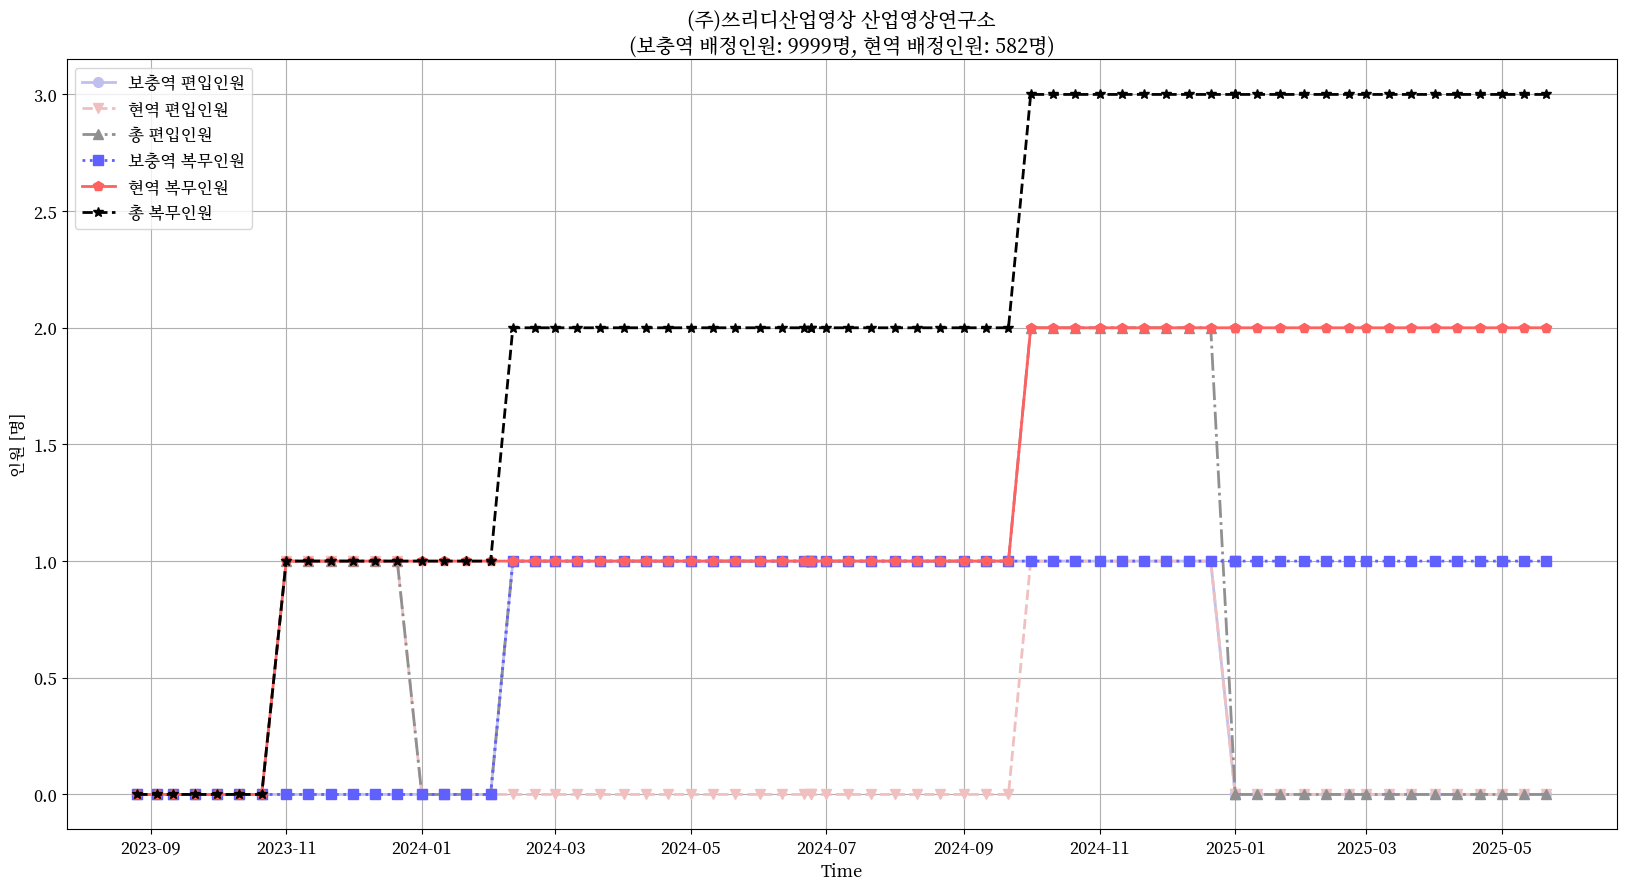 (주)쓰리디산업영상 산업영상연구소
(보충역 배정인원: 9999명, 현역 배정인원: 582명)
보충역 편입인원
현역 편입인원
총 편입인원
보충역 복무인원
현역 복무인원
총 복무인원
인원 [명]
3.0
2.5
2.0
1.5
1.0
0.5
0.0
2023-09 2023-11 2024-01 2024-03 2024-05 2024-07 2024-09 2024-11 2025-01 2025-03 2025-05
Time